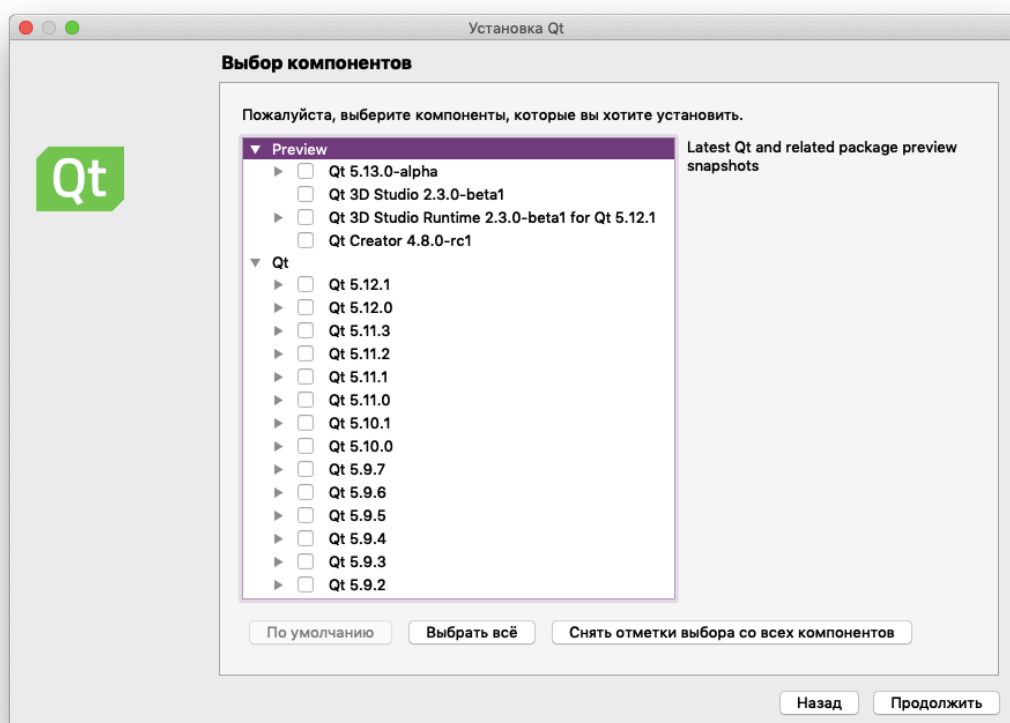 Установка Qt
Выбор компонентов
Пожалуйста, выберите компоненты, которые вы хотите установить.
Qt
Preview
Qt 5.13.0-alpha
Qt 3D Studio 2.3.0-beta1
Qt 3D Studio Runtime 2.3.0-beta1 for Qt 5.12.1
Qt Creator 4.8.0-rc1
Qt
Qt 5.12.1
Qt 5.12.0
Qt 5.11.3
Qt 5.11.2
Qt 5.11.1
Qt 5.11.0
Qt 5.10.1
Qt 5.10.0
Qt 5.9.7
Qt 5.9.6
Qt 5.9.5
Qt 5.9.4
Qt 5.9.3
Qt 5.9.2
Latest Qt and related package preview
snapshots
По умолчанию
Выбрать всё
Снять отметки выбора со всех компонентов
Назад
Продолжить